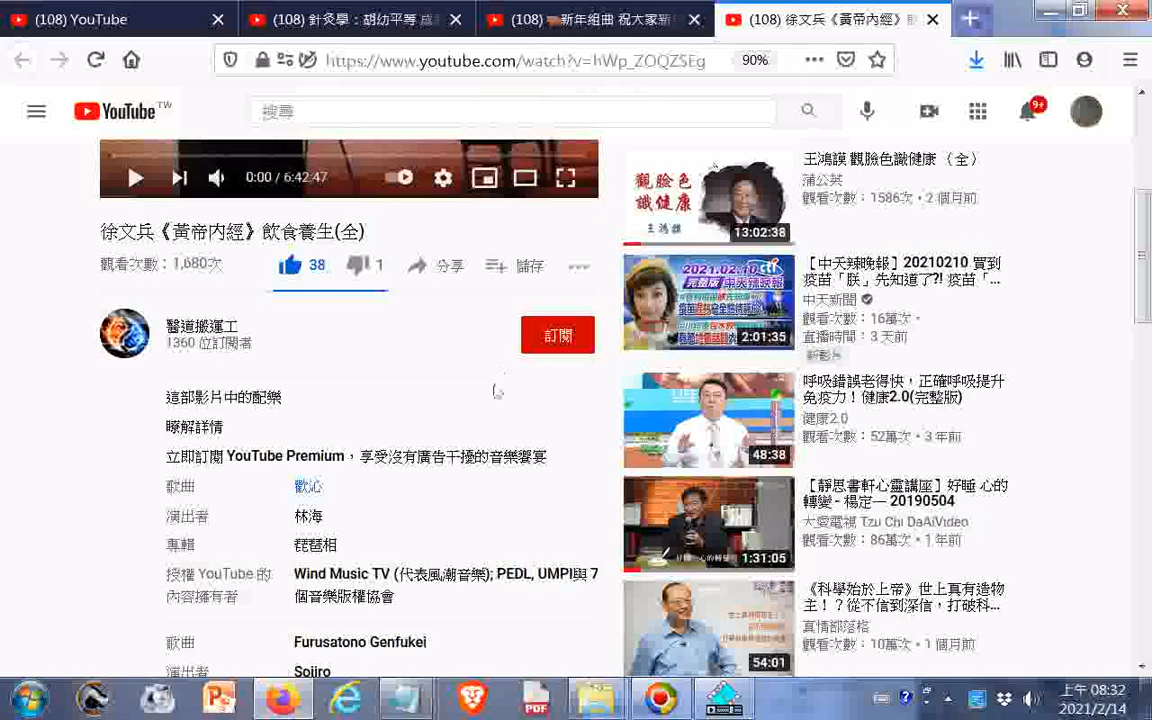 (108) YouTube
(108) 針灸學：胡幼平等
(108) 新年組曲 祝大家新
(108) 徐文兵《黃帝內經》
https://www.youtube.com/watch?v=hWp_ZOQZSEg
90%
YouTube TW
搜尋
9+
0:00 / 6:42:47
徐文兵《黃帝內經》飲食養生(全)
觀看次數：1,680次
38
1
分享
儲存
醫道搬運工
1360 位訂閱者
訂閱
這部影片中的配樂
瞭解詳情
立即訂閱 YouTube Premium，享受沒有廣告干擾的音樂饗宴
歌曲 歡沁
演出者 林海
專輯 琵琶相
授權 YouTube 的 Wind Music TV (代表風潮音樂); PEDL, UMPI與 7
內容擁有者 個音樂版權協會
歌曲 Furusatono Genfukei
演出者 Sojiro
觀臉色
識健康
13:02:38
王鴻謨 觀臉色識健康 （全）
蒲公英
觀看次數：1586次・2 個月前
2021.02.10
完整版 中天辣晚報
2:01:35
【中天辣晚報】20210210 買到
疫苗「朕」先知道了?! 疫苗「...
中天新聞
觀看次數：16萬次・
直播時間：3 天前
新影片
48:38
呼吸錯誤老得快，正確呼吸提升
免疫力！健康2.0(完整版)
健康2.0
觀看次數：52萬次・3 年前
1:31:05
【靜思書軒心靈講座】好睡 心的
轉變 - 楊定一 20190504
大愛電視 Tzu Chi DaAiVideo
觀看次數：86萬次・1 年前
54:01
《科學始於上帝》世上真有造物
主！？從不信到深信，打破科...
真情部落格
觀看次數：10萬次・1 個月前
PDF
上午 08:32
2021/2/14